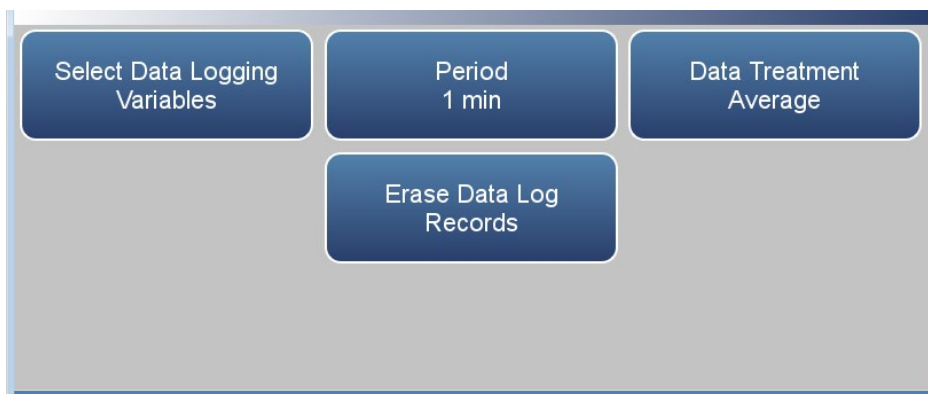 Select Data Logging
Variables
Period
1 min
Data Treatment
Average
Erase Data Log
Records